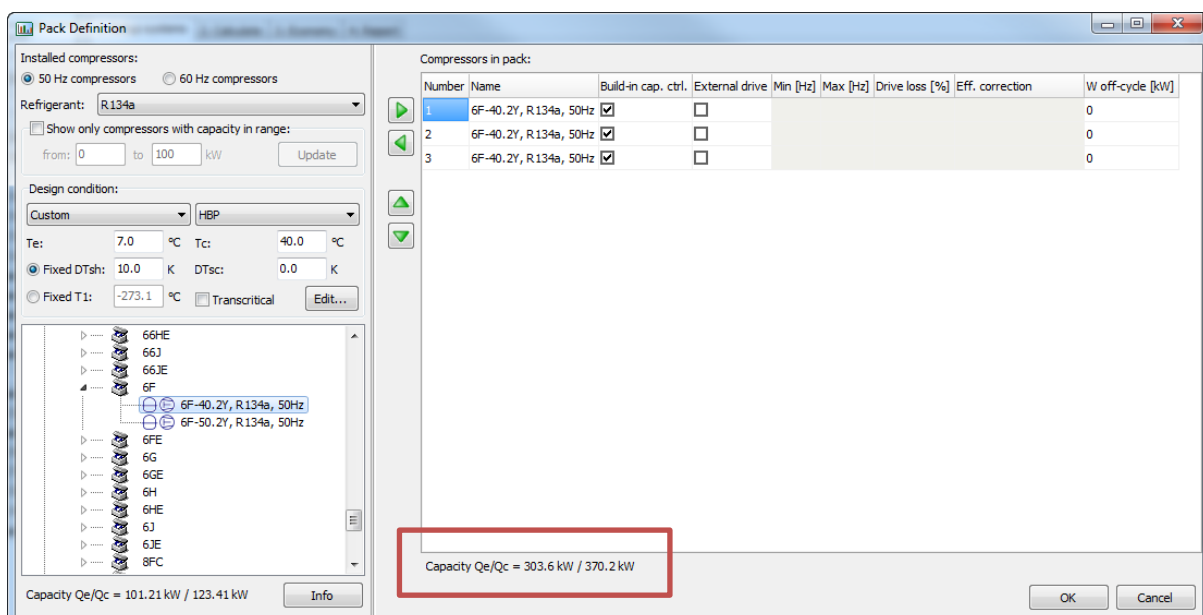 Pack Definition
Installed compressors:
50 Hz compressors 60 Hz compressors
Refrigerant: R134a
Show only compressors with capacity in range:
from: 0 to 100 kW Update
Design condition:
Custom HBP
Te: 7.0 ºC Tc: 40.0 ºC
Fixed DTsh: 10.0 K DTsc: 0.0 K
Fixed T1: -273.1 ºC Transcritical Edit...
66HE
66J
66JE
6F
6F-40.2Y, R134a, 50Hz
6F-50.2Y, R134a, 50Hz
6FE
6G
6GE
6H
6HE
6J
6JE
8FC
Capacity Qe/Qc = 101.21 kW / 123.41 kW Info
Compressors in pack:
Number Name Build-in cap. ctrl. External drive Min [Hz] Max [Hz] Drive loss [%] Eff. correction W off-cycle [kW]
1 6F-40.2Y, R134a, 50Hz 0
2 6F-40.2Y, R134a, 50Hz 0
3 6F-40.2Y, R134a, 50Hz 0
Capacity Qe/Qc = 303.6 kW / 370.2 kW
OK Cancel